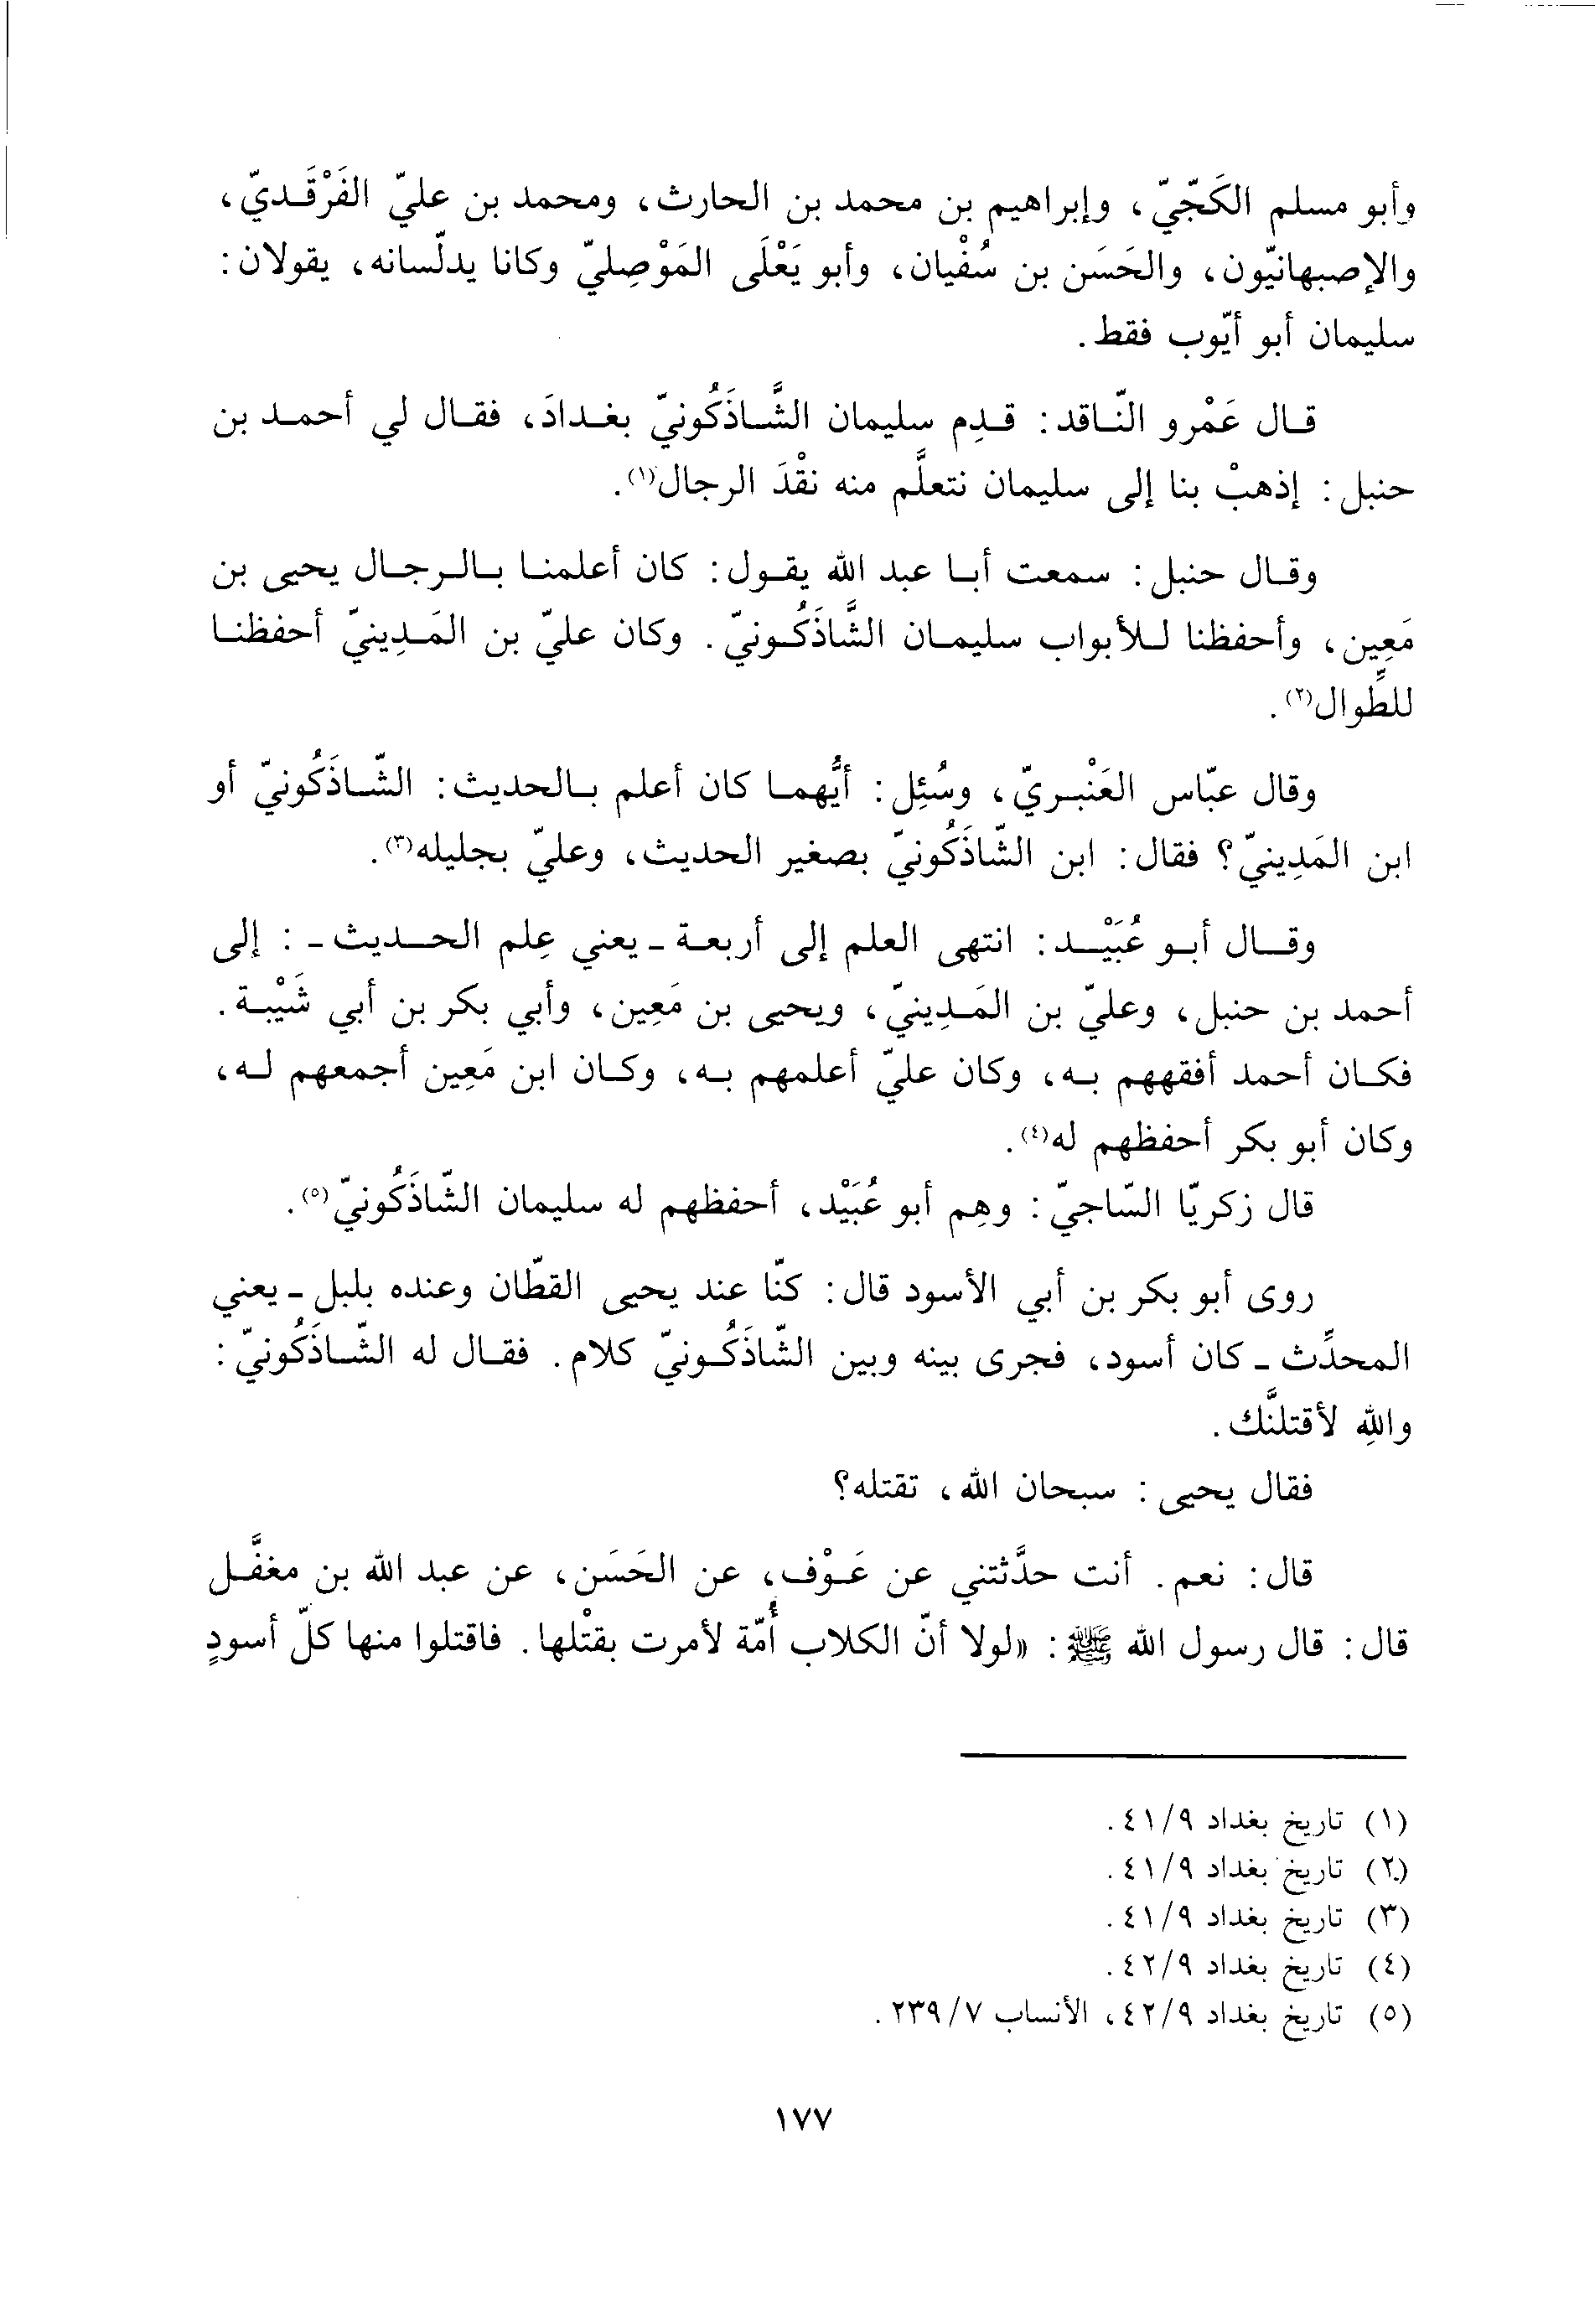 وأبو مسلم الكَجّيّ، وإبراهيم بن محمد بن الحارث، ومحمد بن عليّ الفَرْقَديّ،
والإصبهانيّون، والحَسَن بن سُفْيان، وأبو يَعْلَى المَوْصِليّ وكانا يدلّسانه، يقولان:
سليمان أبو أيّوب فقط.
قال عَمْرو النّاقد: قدِم سليمان الشَّاذَكُونيّ بغدادَ، فقال لي أحمد بن
حنبل: إذهبْ بنا إلى سليمان نتعلَّم منه نقْدَ الرجال(١).
وقال حنبل: سمعت أبا عبد الله يقول: كان أعلمنا بالرجال يحيى بن
مَعِين، وأحفظنا للأبواب سليمان الشَّاذَكُونيّ. وكان عليّ بن المَدِينيّ أحفظنا
للطِّوال(٢).
وقال عبّاس العَنْبريّ، وسُئِل: أيُّهما كان أعلم بالحديث: الشّاذَكُونيّ أو
ابن المَدِينيّ؟ فقال: ابن الشّاذَكُونيّ بصغير الحديث، وعليّ بجليله(٣).
وقال أبو عُبَيْد: انتهى العلم إلى أربعة - يعني عِلم الحديث -: إلى
أحمد بن حنبل، وعليّ بن المَدِينيّ، ويحيى بن مَعِين، وأبي بكر بن أبي شَيْبة.
فكان أحمد أفقههم به، وكان عليّ أعلمهم به، وكان ابن مَعِين أجمعهم له،
وكان أبو بكر أحفظهم له(٤).
قال زكريّا السّاجيّ: وهِم أبو عُبَيْد، أحفظهم له سليمان الشّاذَكُونيّ(٥).
روى أبو بكر بن أبي الأسود قال: كنّا عند يحيى القطّان وعنده بلبل - يعني
المحدِّث - كان أسود، فجرى بينه وبين الشّاذَكُونيّ كلام. فقال له الشّاذَكُونيّ:
واللهِ لأقتلنَّك.
فقال يحيى: سبحان الله، تقتله؟
قال: نعم. أنت حدَّثتني عن عَوْف، عن الحَسَن، عن عبد الله بن مغفَّل
قال: قال رسول الله ﷺ: «لولا أنّ الكلاب أُمّة لأمرت بقتْلها. فاقتلوا منها كلّ أسودٍ
(١) تاريخ بغداد ٤١/٩.
(٢) تاريخ بغداد ٤١/٩.
(٣) تاريخ بغداد ٤١/٩.
(٤) تاريخ بغداد ٤٢/٩.
(٥) تاريخ بغداد ٤٢/٩، الأنساب ٢٣٩/٧.
١٧٧